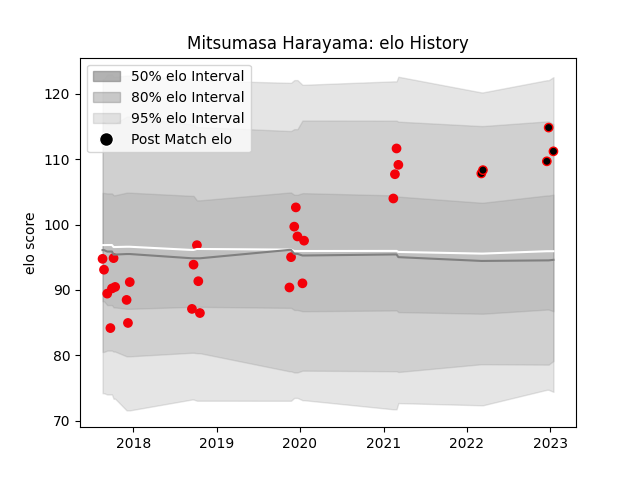 Mitsumasa Harayama: elo History
50% elo Interval
80% elo Interval
95% elo Interval
Post Match elo
elo score
120
110
100
90
80
70
2018 2019 2020 2021 2022 2023